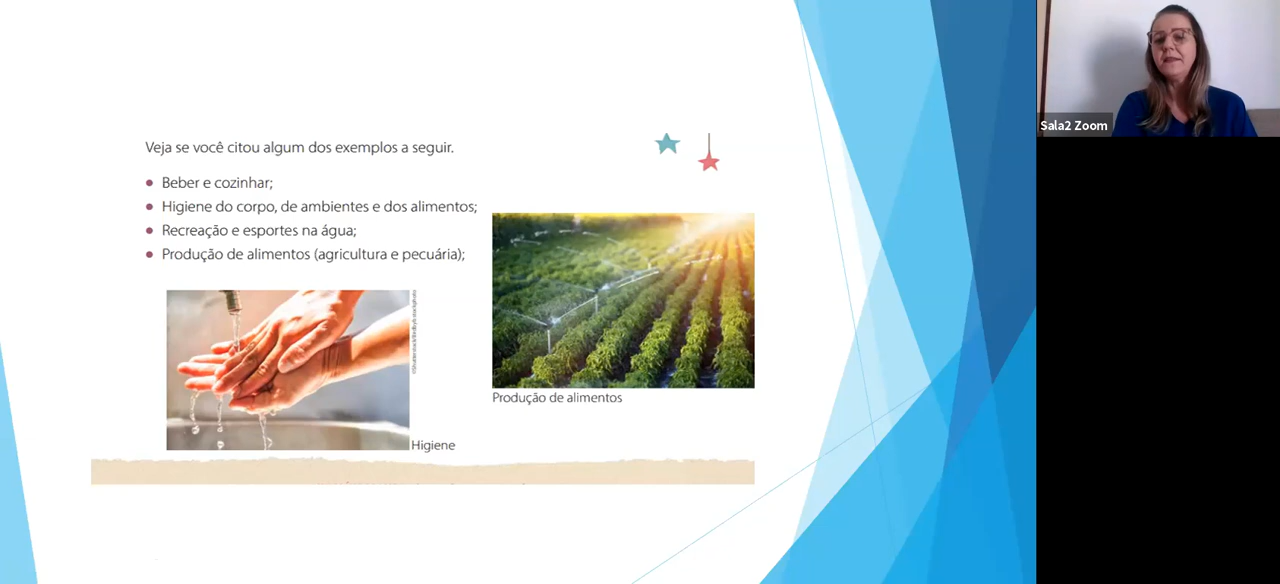 Veja se você citou algum dos exemplos a seguir.
● Beber e cozinhar;
● Higiene do corpo, de ambientes e dos alimentos;
● Recreação e esportes na água;
● Produção de alimentos (agricultura e pecuária);
Produção de alimentos
Higiene
Sala2 Zoom